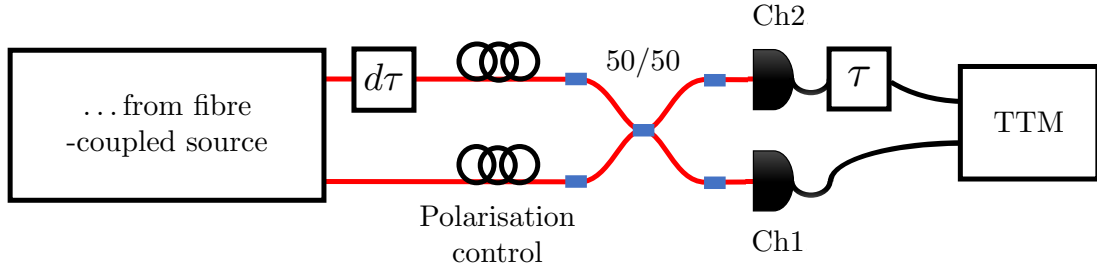 Ch2
50/50
...from fibre
-coupled source
dτ
τ
TTM
Polarisation
control
Ch1